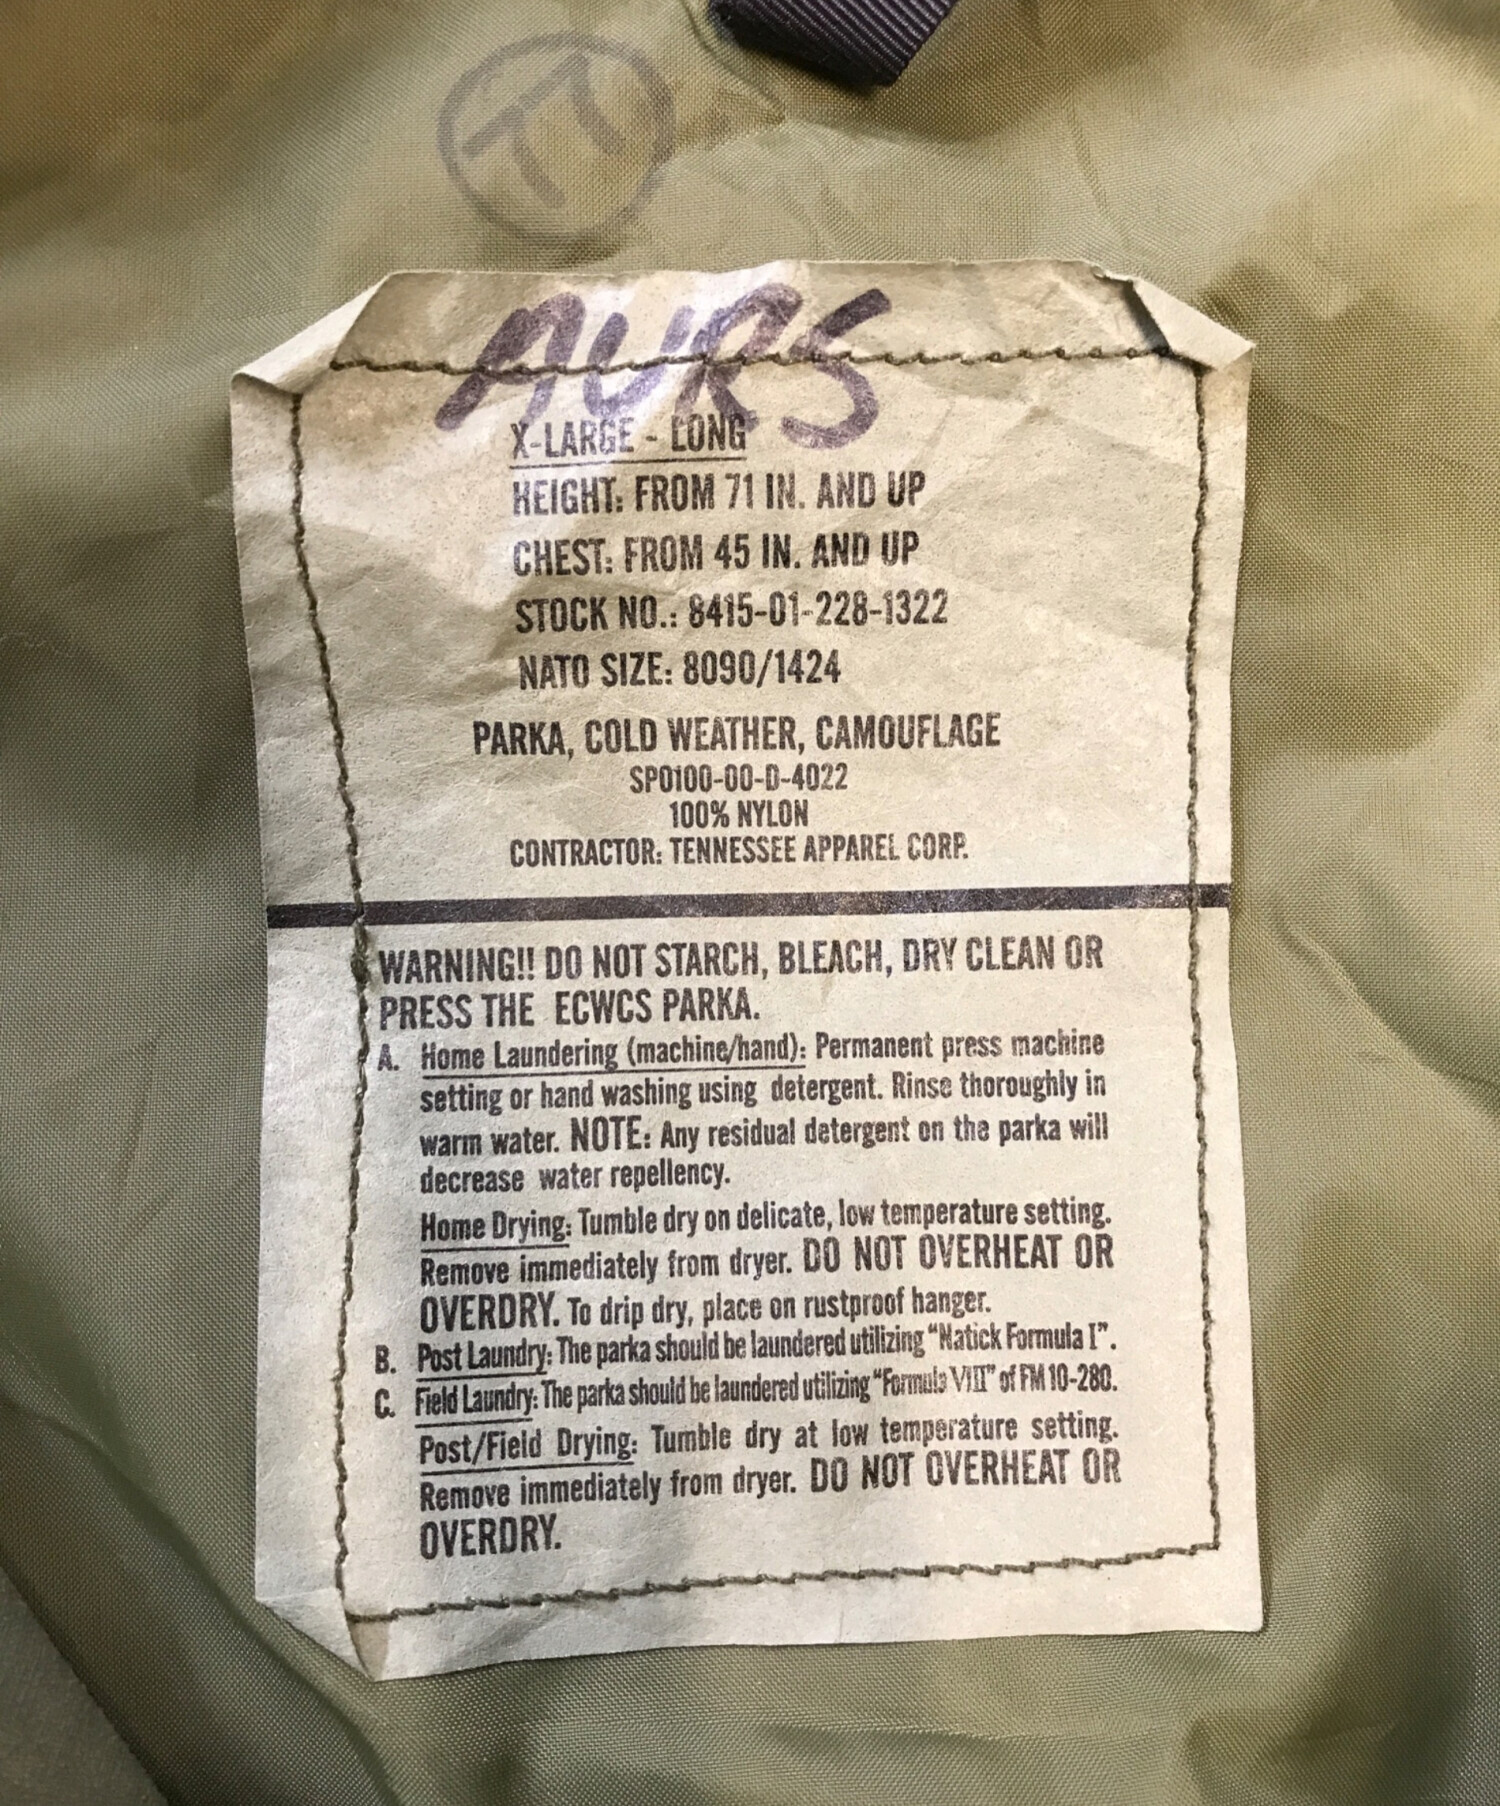 AVRS
X-LARGE - LONG
HEIGHT: FROM 71 IN. AND UP
CHEST: FROM 45 IN. AND UP
STOCK NO.: 8415-01-228-1322
NATO SIZE: 8090/1424
PARKA, COLD WEATHER, CAMOUFLAGE
SPO100-00-D-4022
100% NYLON
CONTRACTOR: TENNESSEE APPAREL CORP.
WARNING!! DO NOT STARCH, BLEACH, DRY CLEAN OR
PRESS THE ECWCS PARKA.
A. Home Laundering (machine/hand): Permanent press machine
setting or hand washing using detergent. Rinse thoroughly in
warm water. NOTE: Any residual detergent on the parka will
decrease water repellency.
Home Drying: Tumble dry on delicate, low temperature setting.
Remove immediately from dryer. DO NOT OVERHEAT OR
OVERDRY. To drip dry, place on rustproof hanger.
B. Post Laundry: The parka should be laundered utilizing “Natick Formula I”.
C. Field Laundry: The parka should be laundered utilizing “Formula VIII” of FM 10-280.
Post/Field Drying: Tumble dry at low temperature setting.
Remove immediately from dryer. DO NOT OVERHEAT OR
OVERDRY.